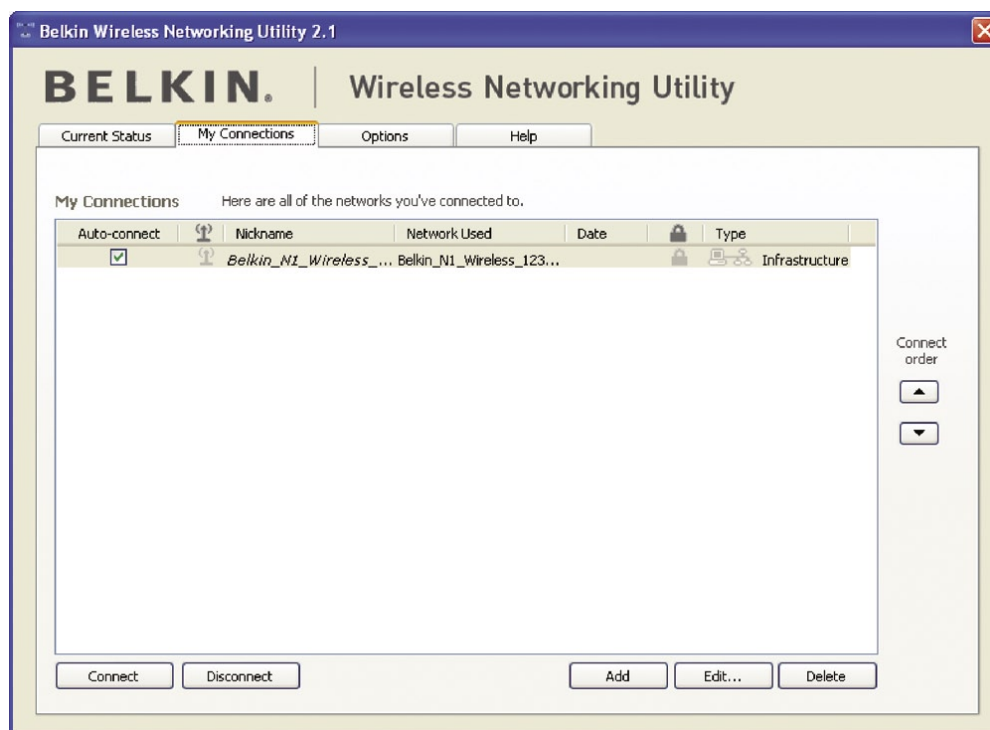 Belkin Wireless Networking Utility 2.1
BELKIN. Wireless Networking Utility
Current Status My Connections Options Help
My Connections Here are all of the networks you've connected to.
Auto-connect Nickname Network Used Date Type
Belkin_N1_Wireless_... Belkin_N1_Wireless_123... Infrastructure
Connect
order
Connect Disconnect Add Edit... Delete